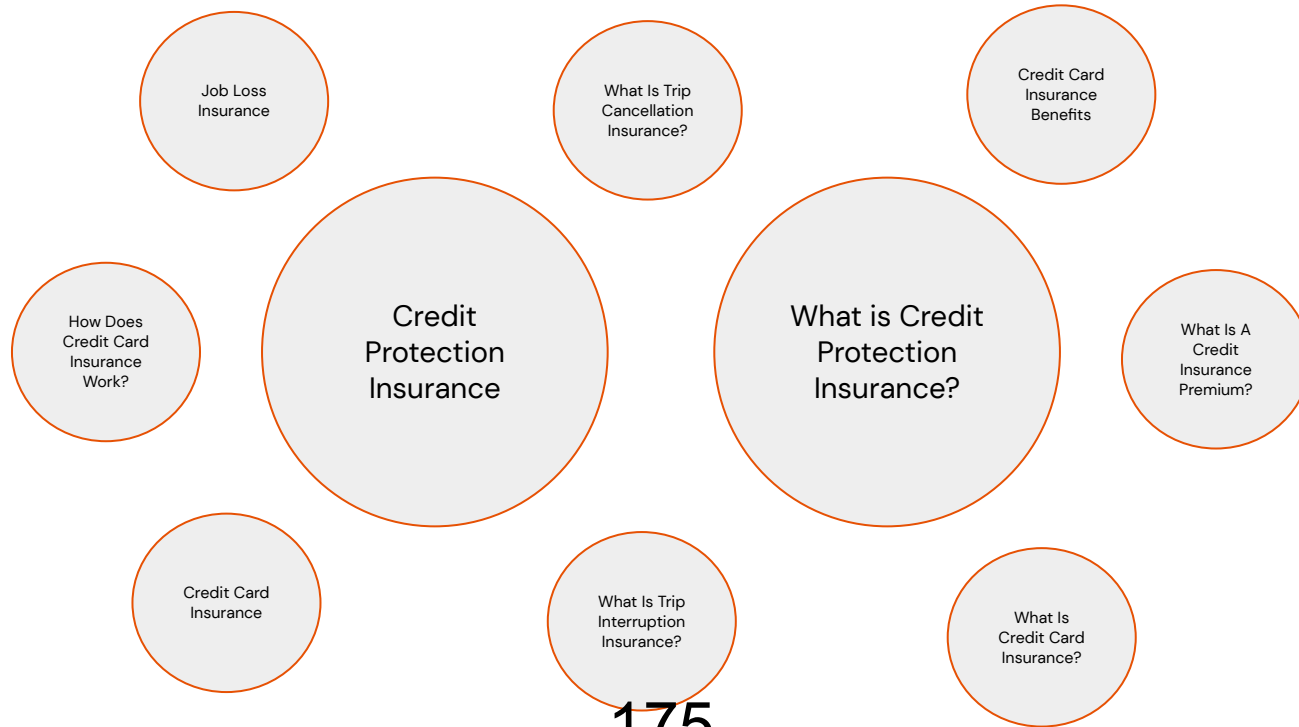 Job Loss
Insurance
What Is Trip
Cancellation
Insurance?
Credit Card
Insurance
Benefits
How Does
Credit Card
Insurance
Work?
Credit
Protection
Insurance
What is Credit
Protection
Insurance?
What Is A
Credit
Insurance
Premium?
Credit Card
Insurance
What Is Trip
Interruption
Insurance?
What Is
Credit Card
Insurance?
175